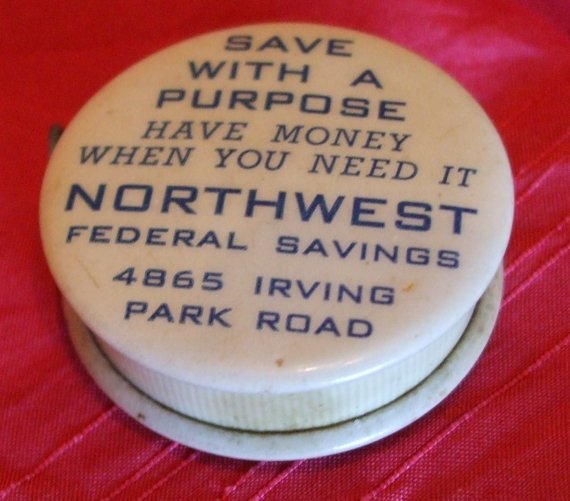 SAVE
WITH A
PURPOSE
HAVE MONEY
WHEN YOU NEED IT
NORTHWEST
FEDERAL SAVINGS
4865 IRVING
PARK ROAD